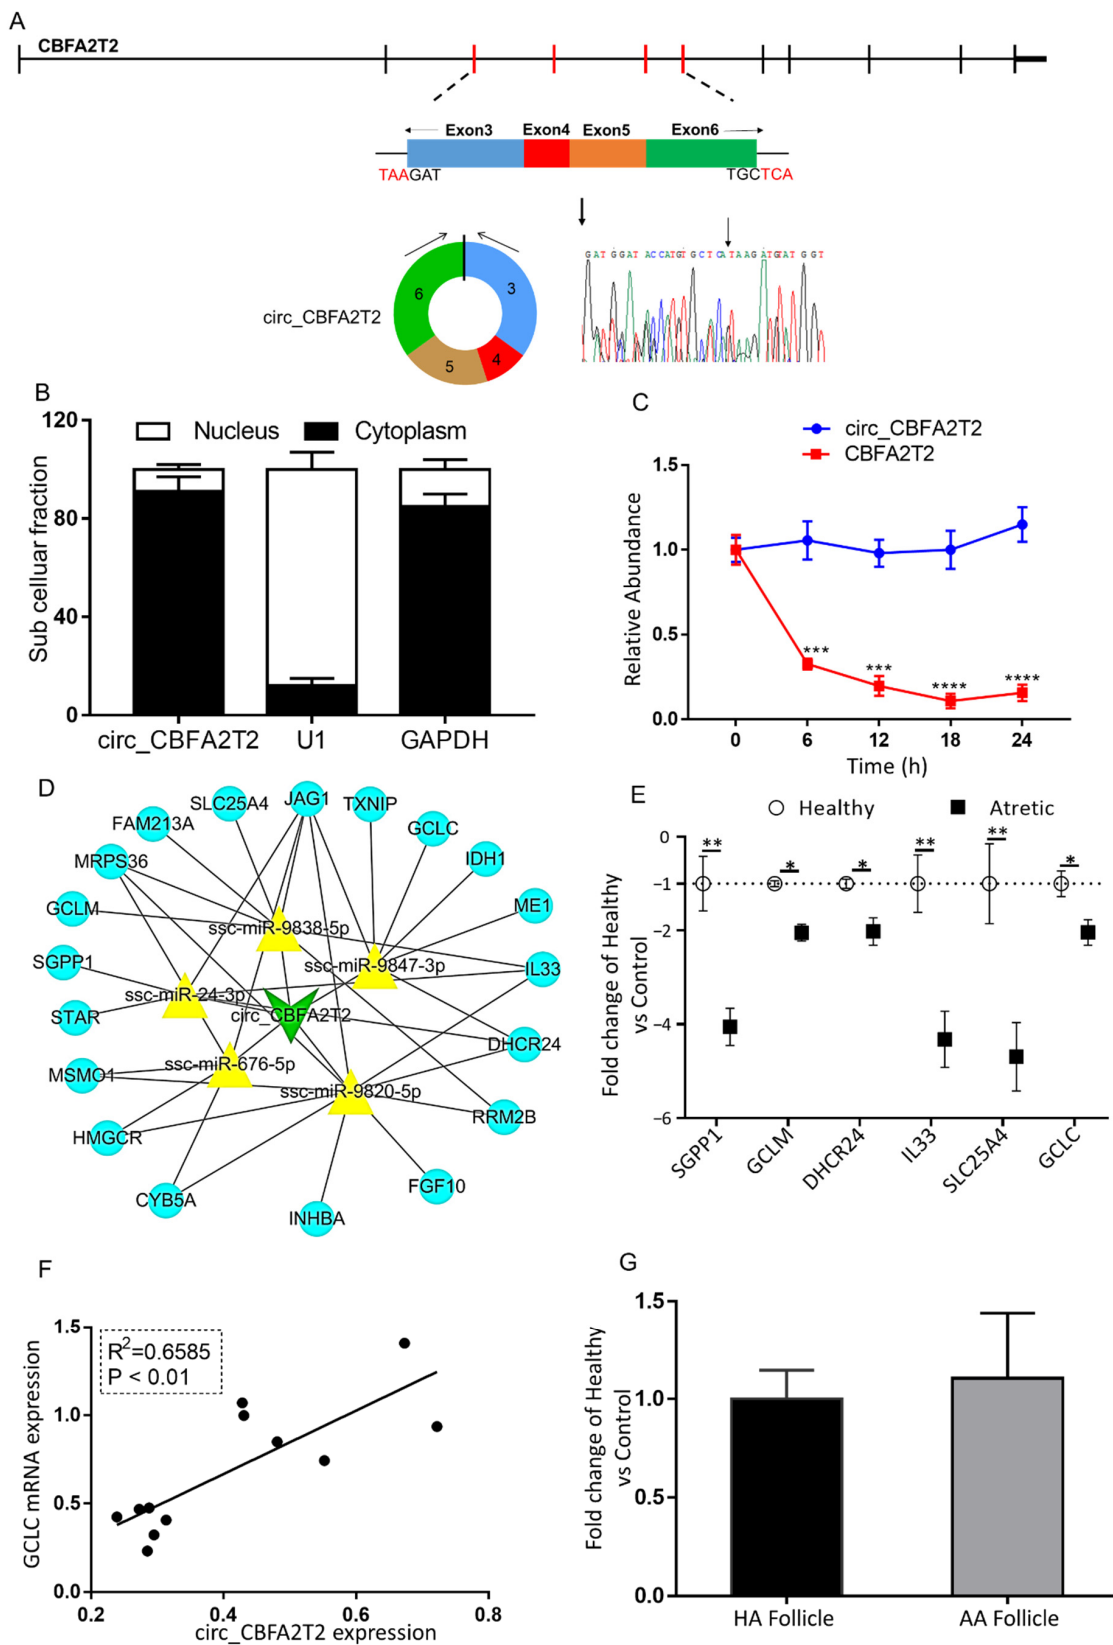 A
CBFA2T2
Exon3 Exon4 Exon5 Exon6
TAAGAT TGCTCA
6 3
circ_CBFA2T2
5 4
GATGGATACCATGTGCTCATAAGATGTATGGT
B
120
80
40
0
Sub celluar fraction
Nucleus Cytoplasm
circ_CBFA2T2 U1 GAPDH
C
circ_CBFA2T2
CBFA2T2
1.5
1.0
0.5
0.0
Relative Abundance
*** *** **** ****
0 6 12 18 24
Time (h)
D
SLC25A4 JAG1 TXNIP
FAM213A GCLC
MRPS36 IDH1
GCLM ME1
ssc-miR-9838-5p
SGPP1 ssc-miR-9847-3p IL33
ssc-miR-24-3p
STAR circ_CBFA2T2
DHCR24
MSMO1 ssc-miR-676-5p
ssc-miR-9820-5p
HMGCR RRM2B
CYB5A FGF10
INHBA
E
Healthy Atretic
0
−1
−2
−4
−6
Fold change of Healthy
vs Control
** * * ** ** *
SGPP1 GCLM DHCR24 IL33 SLC25A4 GCLC
F
1.5
1.0
0.5
0.0
GCLC mRNA expression
R2=0.6585
P < 0.01
0.2 0.4 0.6 0.8
circ_CBFA2T2 expression
G
1.5
1.0
0.5
0.0
Fold change of Healthy
vs Control
HA Follicle AA Follicle